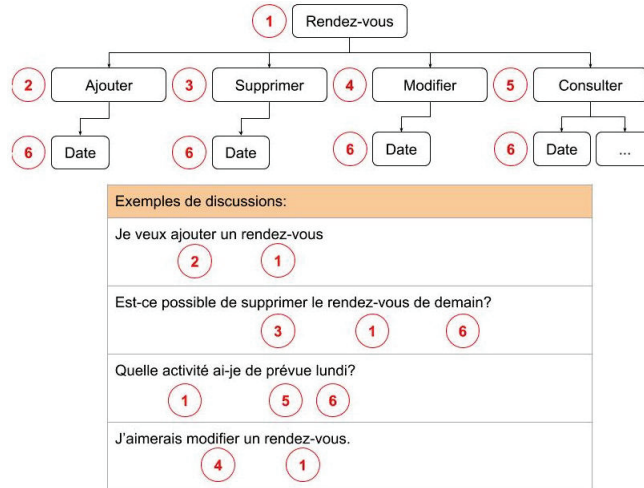 1 Rendez-vous
2 Ajouter 3 Supprimer 4 Modifier 5 Consulter
6 Date 6 Date 6 Date 6 Date ...
Exemples de discussions:
Je veux ajouter un rendez-vous
2 1
Est-ce possible de supprimer le rendez-vous de demain?
3 1 6
Quelle activité ai-je de prévue lundi?
1 5 6
J'aimerais modifier un rendez-vous.
4 1